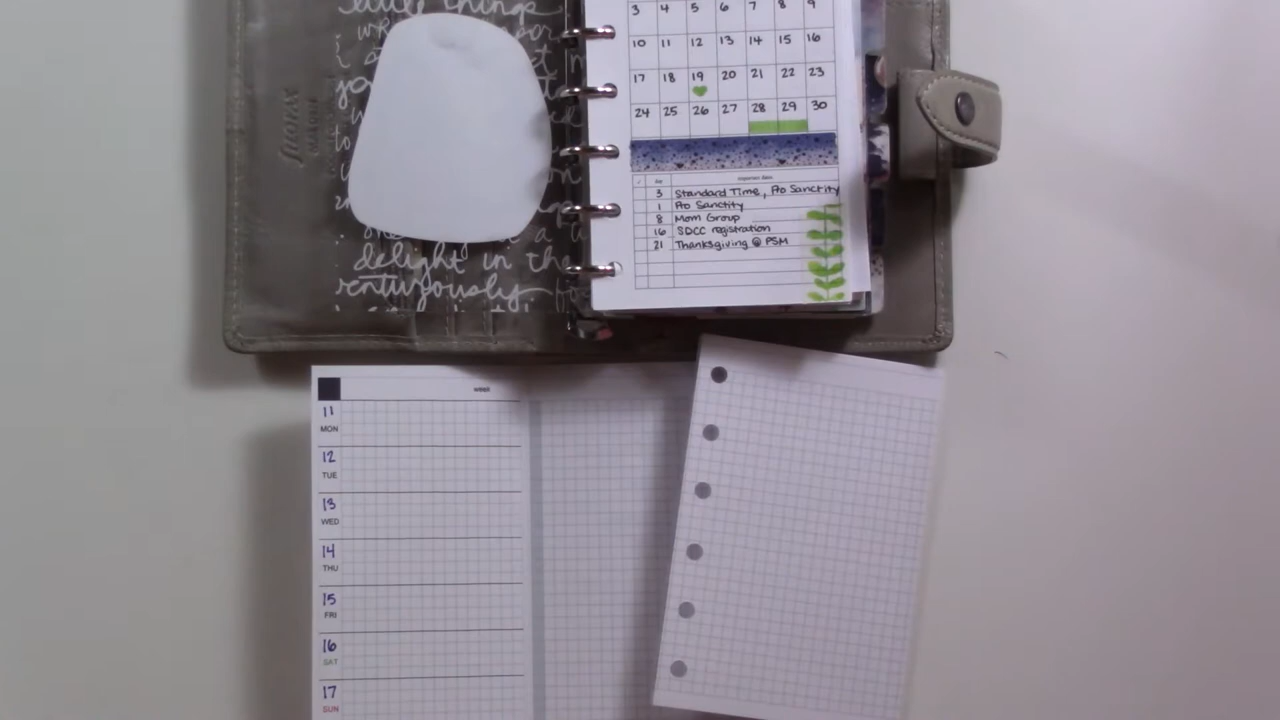 little things
delight in the
filofax
3 4 5 6 7 8 9
10 11 12 13 14 15 16
17 18 19 20 21 22 23
24 25 26 27 28 29 30
3 Standard Time, Pro Sanctity
1 Pro Sanctity
8 Mom Group
16 SDCC registration
21 Thanksgiving @ PSM
week
11
MON
12
TUE
13
WED
14
THU
15
FRI
16
SAT
17
SUN